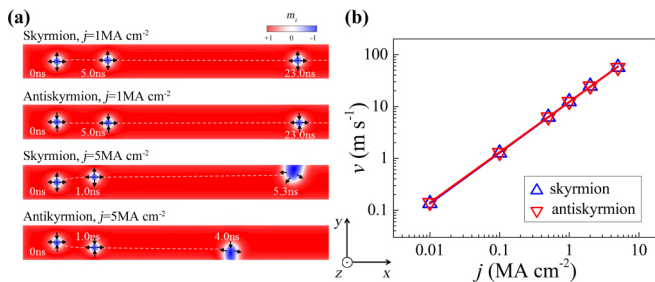 (a)
m_z
+1 0 -1
Skyrmion, j=1MA cm⁻²
0ns 5.0ns 23.0ns
Antiskyrmion, j=1MA cm⁻²
0ns 5.0ns 23.0ns
Skyrmion, j=5MA cm⁻²
0ns 1.0ns 5.3ns
Antikyrmion, j=5MA cm⁻²
0ns 1.0ns 4.0ns
y
z x
(b)
v (m s⁻¹)
100
10
1
0.1
skyrmion
antiskyrmion
0.01 0.1 1 10
j (MA cm⁻²)